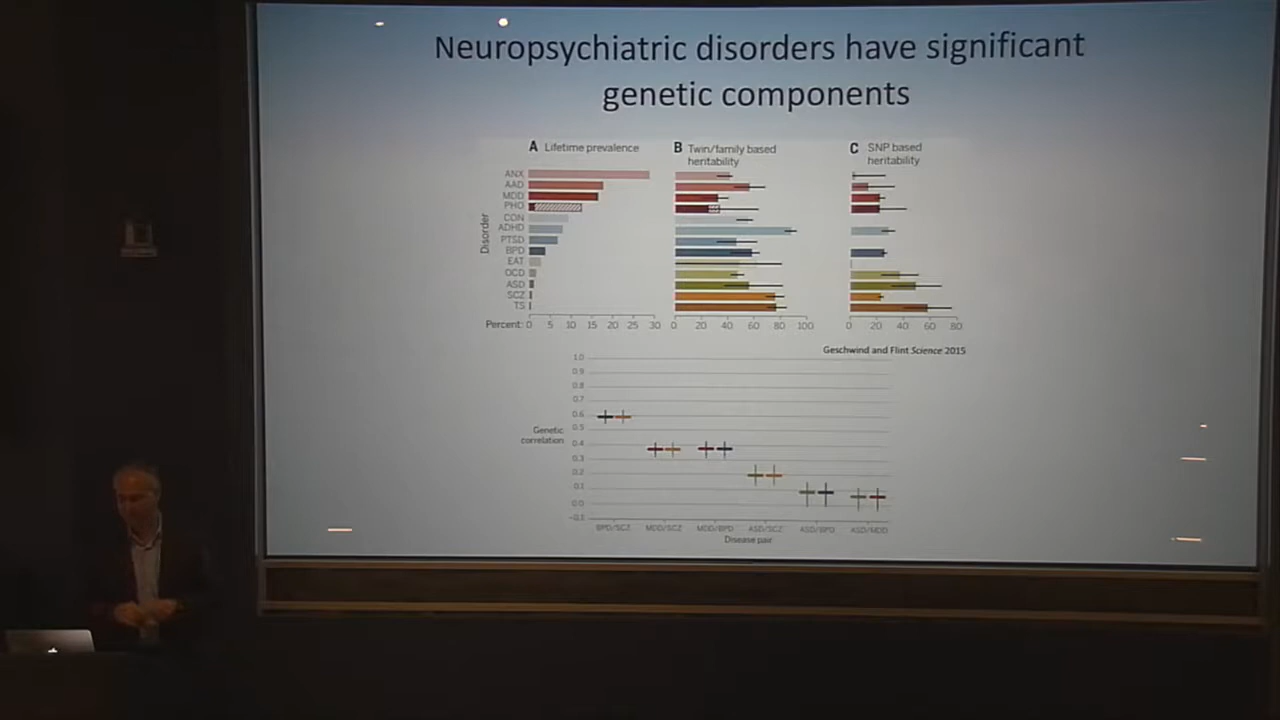 Neuropsychiatric disorders have significant
genetic components
A Lifetime prevalence
B Twin/family based
heritability
C SNP based
heritability
Disorder
ANX
AAD
MDD
PHO
CON
ADHD
PTSD
BPD
EAT
OCD
ASD
SCZ
TS
Percent: 0 5 10 15 20 25 30
0 20 40 60 80 100
0 20 40 60 80
Geschwind and Flint Science 2015
1.0
0.9
0.8
0.7
0.6
0.5
0.4
0.3
0.2
0.1
0.0
-0.1
Genetic
correlation
BPD/SCZ MDD/SCZ MDD/BPD ASD/SCZ ASD/BPD ASD/MDD
Disease pair